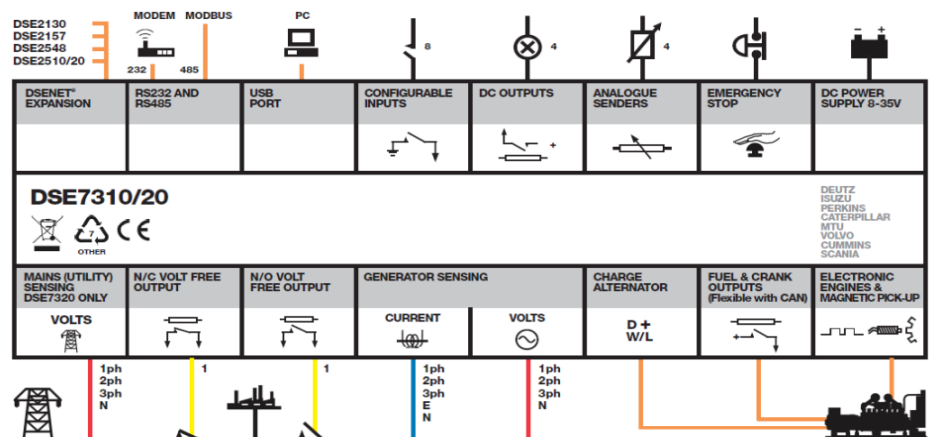 DSE2130
DSE2157
DSE2548
DSE2510/20
MODEM
MODBUS
PC
232
485
8
4
4
DSENET®
EXPANSION
RS232 AND
RS485
USB
PORT
CONFIGURABLE
INPUTS
DC OUTPUTS
ANALOGUE
SENDERS
EMERGENCY
STOP
DC POWER
SUPPLY 8-35V
+
- +
DSE7310/20
7
OTHER
CE
DEUTZ
ISUZU
PERKINS
CATERPILLAR
MTU
VOLVO
CUMMINS
SCANIA
MAINS (UTILITY)
SENSING
DSE7320 ONLY
VOLTS
N/C VOLT FREE
OUTPUT
N/O VOLT
FREE OUTPUT
GENERATOR SENSING
CURRENT
VOLTS
CHARGE
ALTERNATOR
D+
W/L
FUEL & CRANK
OUTPUTS
(Flexible with CAN)
+
ELECTRONIC
ENGINES &
MAGNETIC PICK-UP
1ph
2ph
3ph
N
1
1
1ph
2ph
3ph
E
N
1ph
2ph
3ph
N